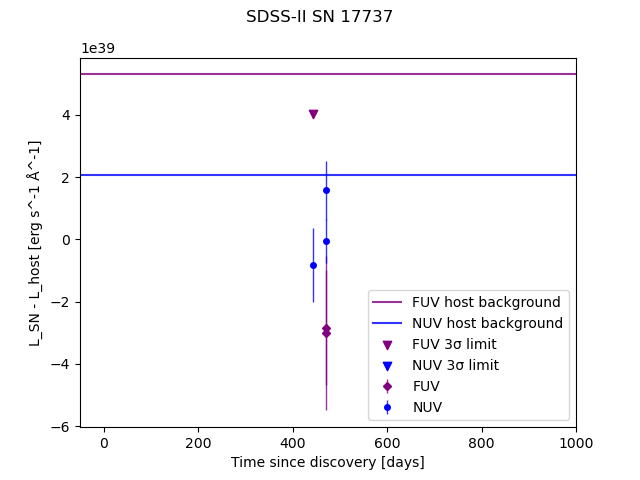 SDSS-II SN 17737
1e39
4
2
0
−2
−4
−6
L_SN - L_host [erg s^-1 Å^-1]
FUV host background
NUV host background
FUV 3σ limit
NUV 3σ limit
FUV
NUV
0 200 400 600 800 1000
Time since discovery [days]